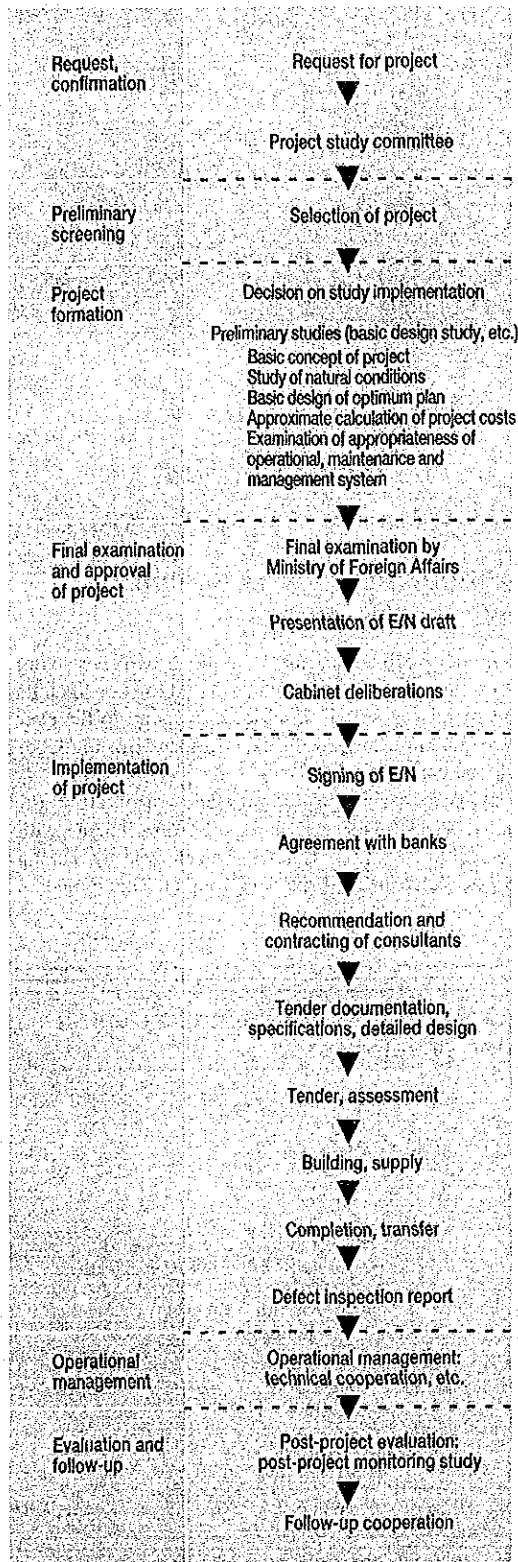 Request,
confirmation
Request for project
Project study committee
Preliminary
screening
Selection of project
Project
formation
Decision on study implementation
Preliminary studies (basic design study, etc.)
Basic concept of project
Study of natural conditions
Basic design of optimum plan
Approximate calculation of project costs
Examination of appropriateness of
operational, maintenance and
management system
Final examination
and approval
of project
Final examination by
Ministry of Foreign Affairs
Presentation of E/N draft
Cabinet deliberations
Implementation
of project
Signing of E/N
Agreement with banks
Recommendation and
contracting of consultants
Tender documentation,
specifications, detailed design
Tender, assessment
Building, supply
Completion, transfer
Defect inspection report
Operational
management
Operational management:
technical cooperation, etc.
Evaluation and
follow-up
Post-project evaluation:
post-project monitoring study
Follow-up cooperation